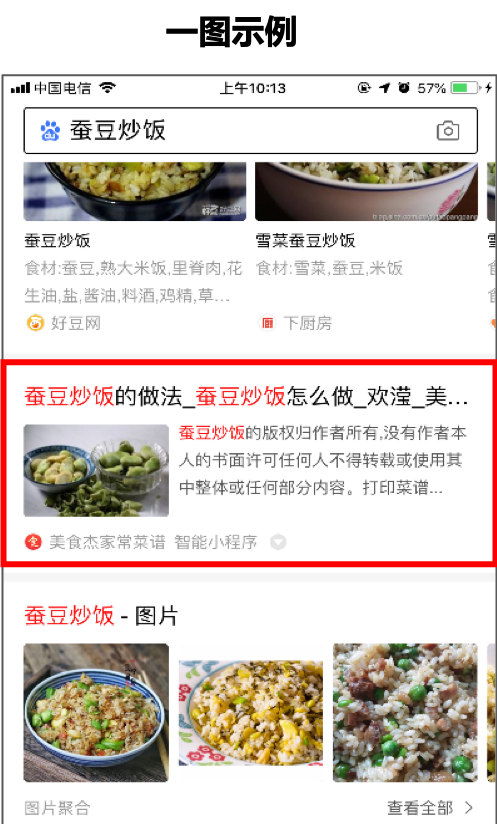 一图示例
中国电信
上午10:13
57%
蚕豆炒饭
蚕豆炒饭
食材:蚕豆,熟大米饭,里脊肉,花
生油,盐,酱油,料酒,鸡精,草...
好豆网
雪菜蚕豆炒饭
食材:雪菜,蚕豆,米饭
下厨房
蚕豆炒饭的做法_蚕豆炒饭怎么做_欢滢_美...
蚕豆炒饭的版权归作者所有,没有作者本
人的书面许可任何人不得转载或使用其
中整体或任何部分内容。打印菜谱...
美食杰家常菜谱 智能小程序
蚕豆炒饭 - 图片
图片聚合
查看全部